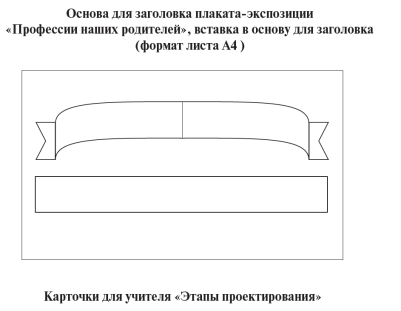 Основа для заголовка плаката-экспозиции
«Профессии наших родителей», вставка в основу для заголовка
(формат листа А4 )
Карточки для учителя «Этапы проектирования»